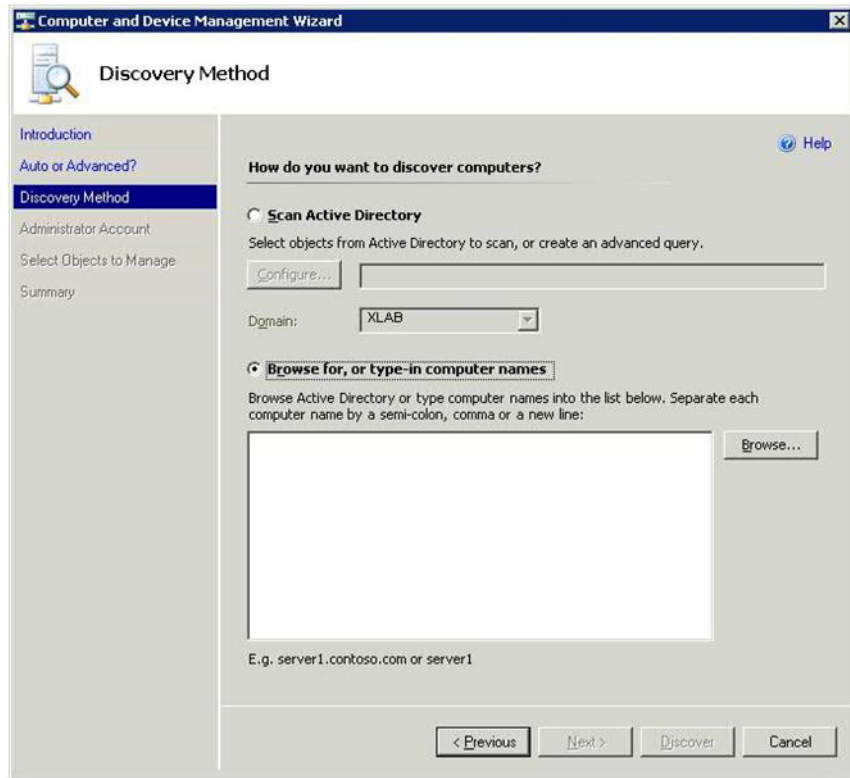 Computer and Device Management Wizard
Discovery Method
Introduction
Auto or Advanced?
Discovery Method
Administrator Account
Select Objects to Manage
Summary
Help
How do you want to discover computers?
Scan Active Directory
Select objects from Active Directory to scan, or create an advanced query.
Configure...
Domain: XLAB
Browse for, or type-in computer names
Browse Active Directory or type computer names into the list below. Separate each
computer name by a semi-colon, comma or a new line:
Browse...
E.g. server1.contoso.com or server1
< Previous Next > Discover Cancel